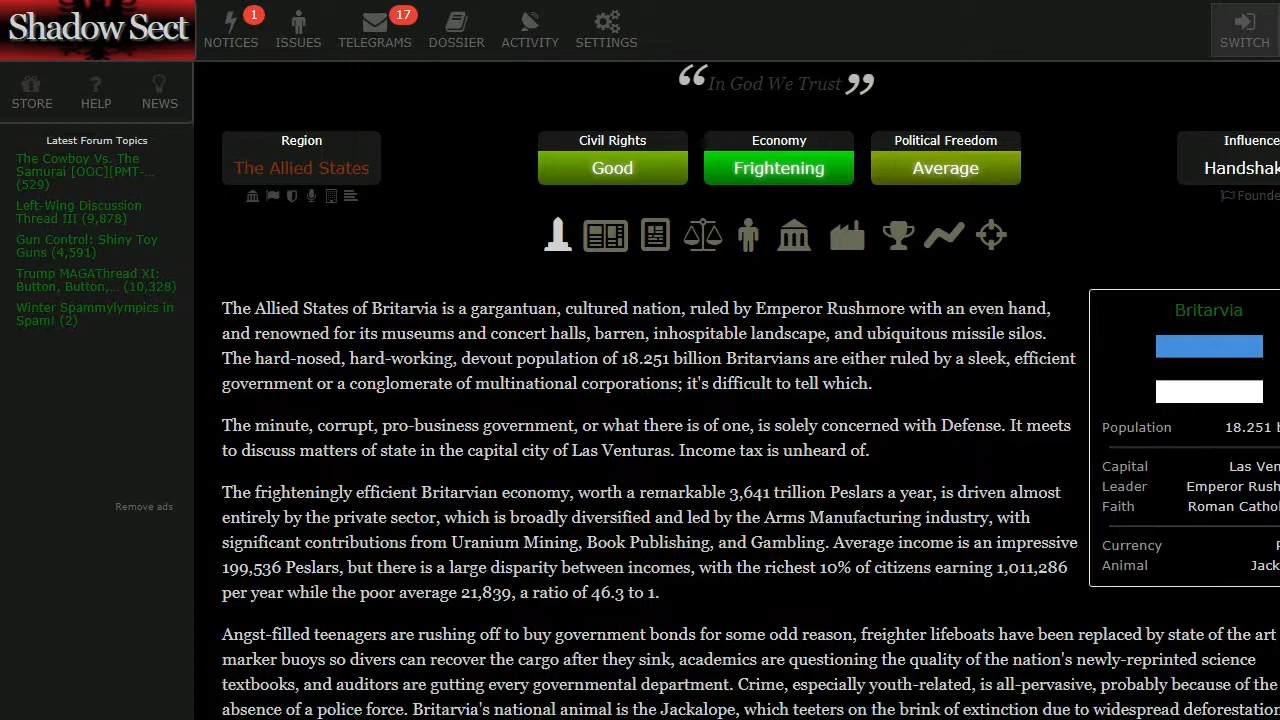 Shadow Sect
1
17
NOTICES ISSUES TELEGRAMS DOSSIER ACTIVITY SETTINGS SWITCH
STORE HELP NEWS
Latest Forum Topics
The Cowboy Vs. The
Samurai [OOC][PMT-...
(529)
Left-Wing Discussion
Thread III (9,878)
Gun Control: Shiny Toy
Guns (4,591)
Trump MAGAThread XI:
Button, Button,... (10,328)
Winter Spammylympics in
Spam! (2)
Remove ads
“In God We Trust”
Region
The Allied States
Civil Rights
Good
Economy
Frightening
Political Freedom
Average
Influence
Handshak
Founde
The Allied States of Britarvia is a gargantuan, cultured nation, ruled by Emperor Rushmore with an even hand,
and renowned for its museums and concert halls, barren, inhospitable landscape, and ubiquitous missile silos.
The hard-nosed, hard-working, devout population of 18.251 billion Britarvians are either ruled by a sleek, efficient
government or a conglomerate of multinational corporations; it's difficult to tell which.
The minute, corrupt, pro-business government, or what there is of one, is solely concerned with Defense. It meets
to discuss matters of state in the capital city of Las Venturas. Income tax is unheard of.
The frighteningly efficient Britarvian economy, worth a remarkable 3,641 trillion Peslars a year, is driven almost
entirely by the private sector, which is broadly diversified and led by the Arms Manufacturing industry, with
significant contributions from Uranium Mining, Book Publishing, and Gambling. Average income is an impressive
199,536 Peslars, but there is a large disparity between incomes, with the richest 10% of citizens earning 1,011,286
per year while the poor average 21,839, a ratio of 46.3 to 1.
Angst-filled teenagers are rushing off to buy government bonds for some odd reason, freighter lifeboats have been replaced by state of the art
marker buoys so divers can recover the cargo after they sink, academics are questioning the quality of the nation's newly-reprinted science
textbooks, and auditors are gutting every governmental department. Crime, especially youth-related, is all-pervasive, probably because of the
absence of a police force. Britarvia's national animal is the Jackalope, which teeters on the brink of extinction due to widespread deforestation
Britarvia
Population 18.251 b
Capital Las Ven
Leader Emperor Rush
Faith Roman Cathol
Currency P
Animal Jack